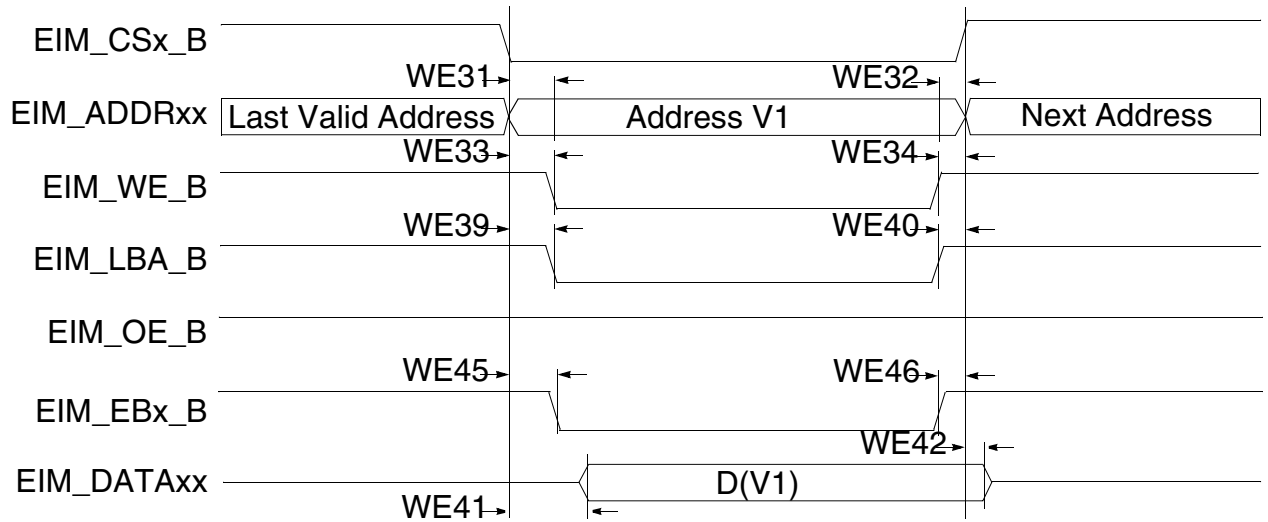 EIM_CSx_B
WE31 WE32
EIM_ADDRxx Last Valid Address Address V1 Next Address
WE33 WE34
EIM_WE_B
WE39 WE40
EIM_LBA_B
EIM_OE_B
WE45 WE46
EIM_EBx_B
WE42
EIM_DATAxx D(V1)
WE41